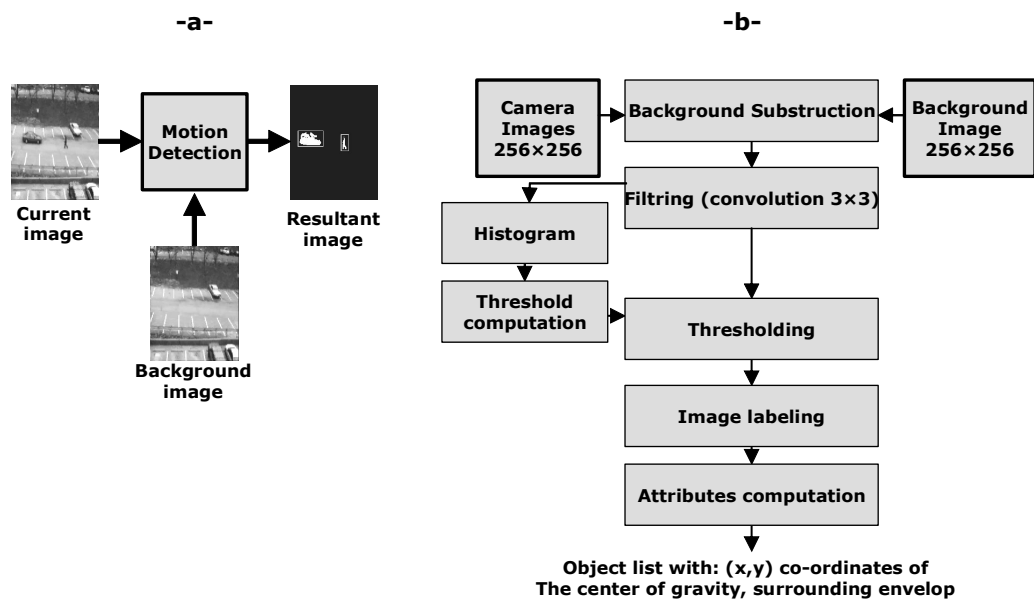 -a-
Motion
Detection
Current
image
Resultant
image
Background
image
-b-
Camera
Images
256×256
Background Substruction
Background
Image
256×256
Filtring (convolution 3×3)
Histogram
Threshold
computation
Thresholding
Image labeling
Attributes computation
Object list with: (x,y) co-ordinates of
The center of gravity, surrounding envelop